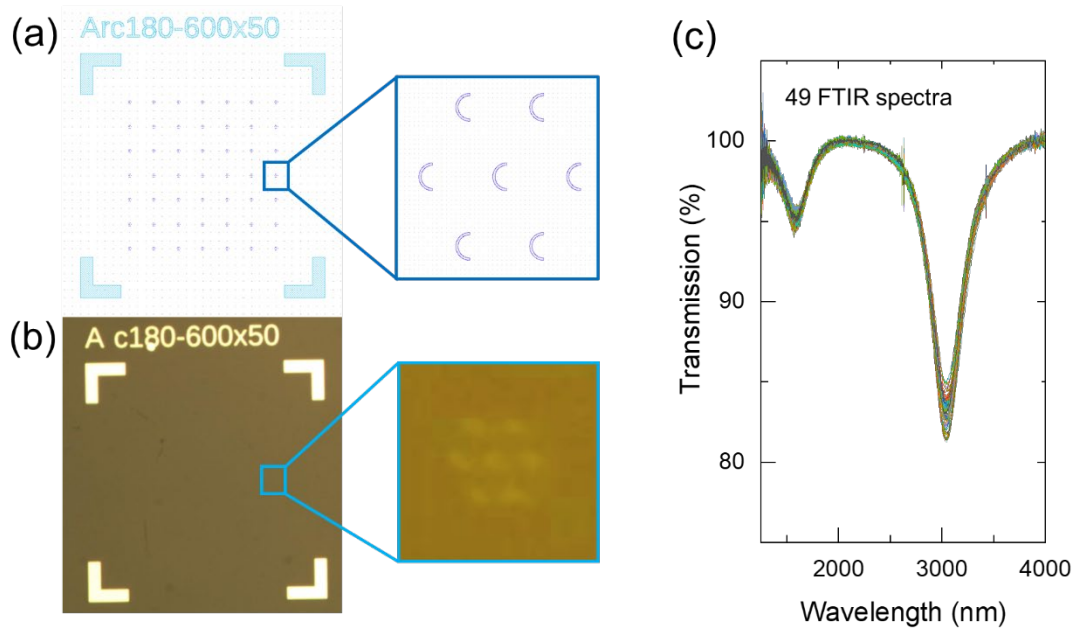 (a)
Arc180-600x50
(b)
A c180-600x50
(c)
49 FTIR spectra
100
90
80
Transmission (%)
2000
3000
4000
Wavelength (nm)